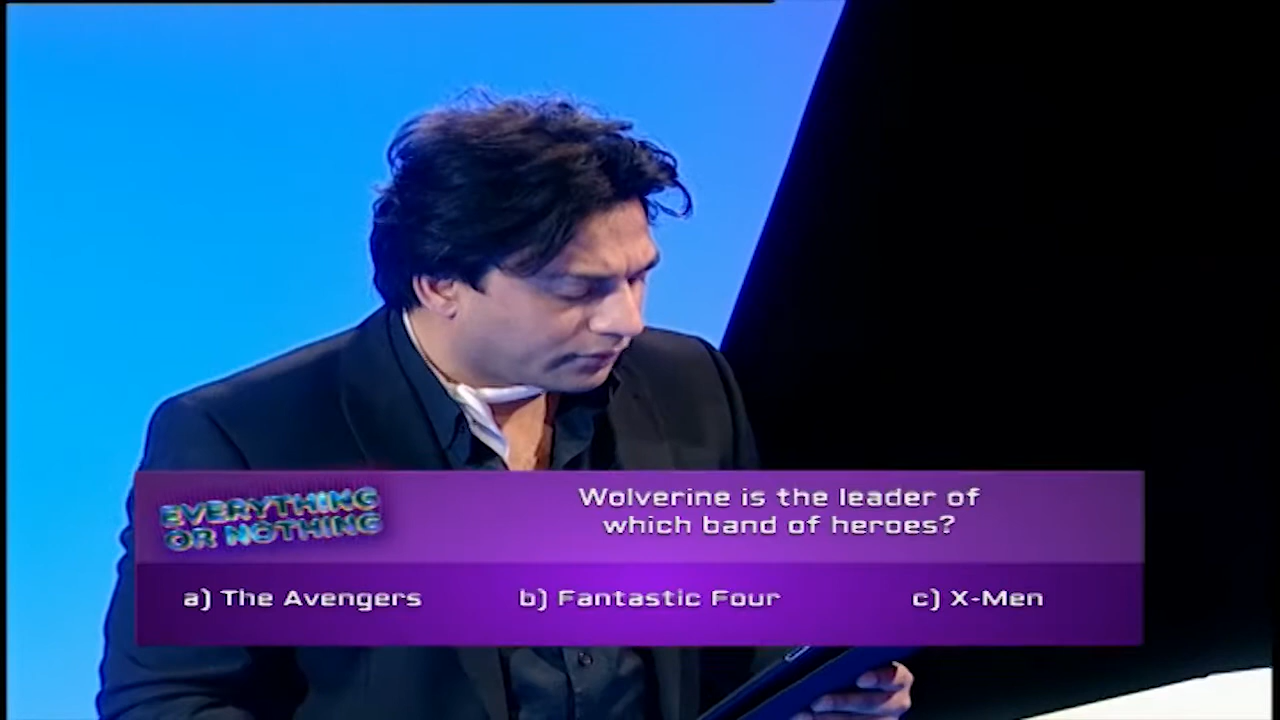 EVERYTHING
OR NOTHING
Wolverine is the leader of
which band of heroes?
a) The Avengers b) Fantastic Four c) X-Men